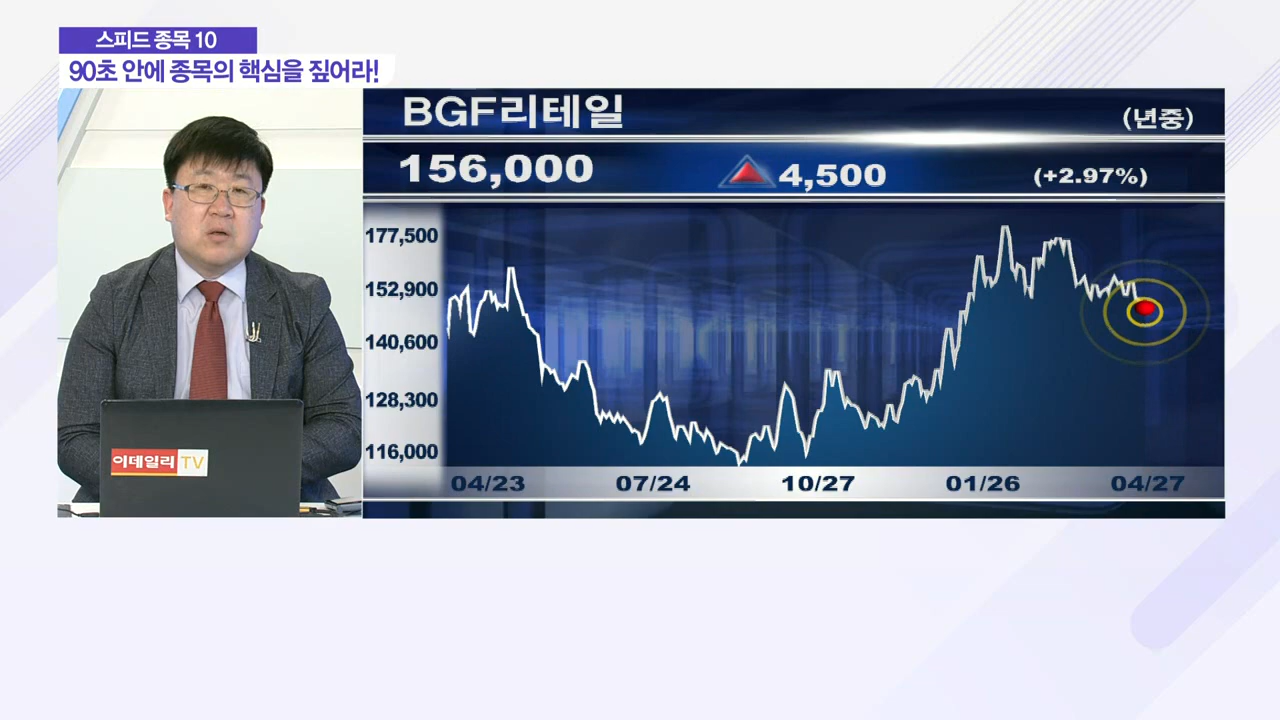 스피드 종목 10
90초 안에 종목의 핵심을 짚어라!
BGF리테일
(년중)
156,000
4,500
(+2.97%)
177,500
152,900
140,600
128,300
116,000
04/23
07/24
10/27
01/26
04/27
이데일리 TV